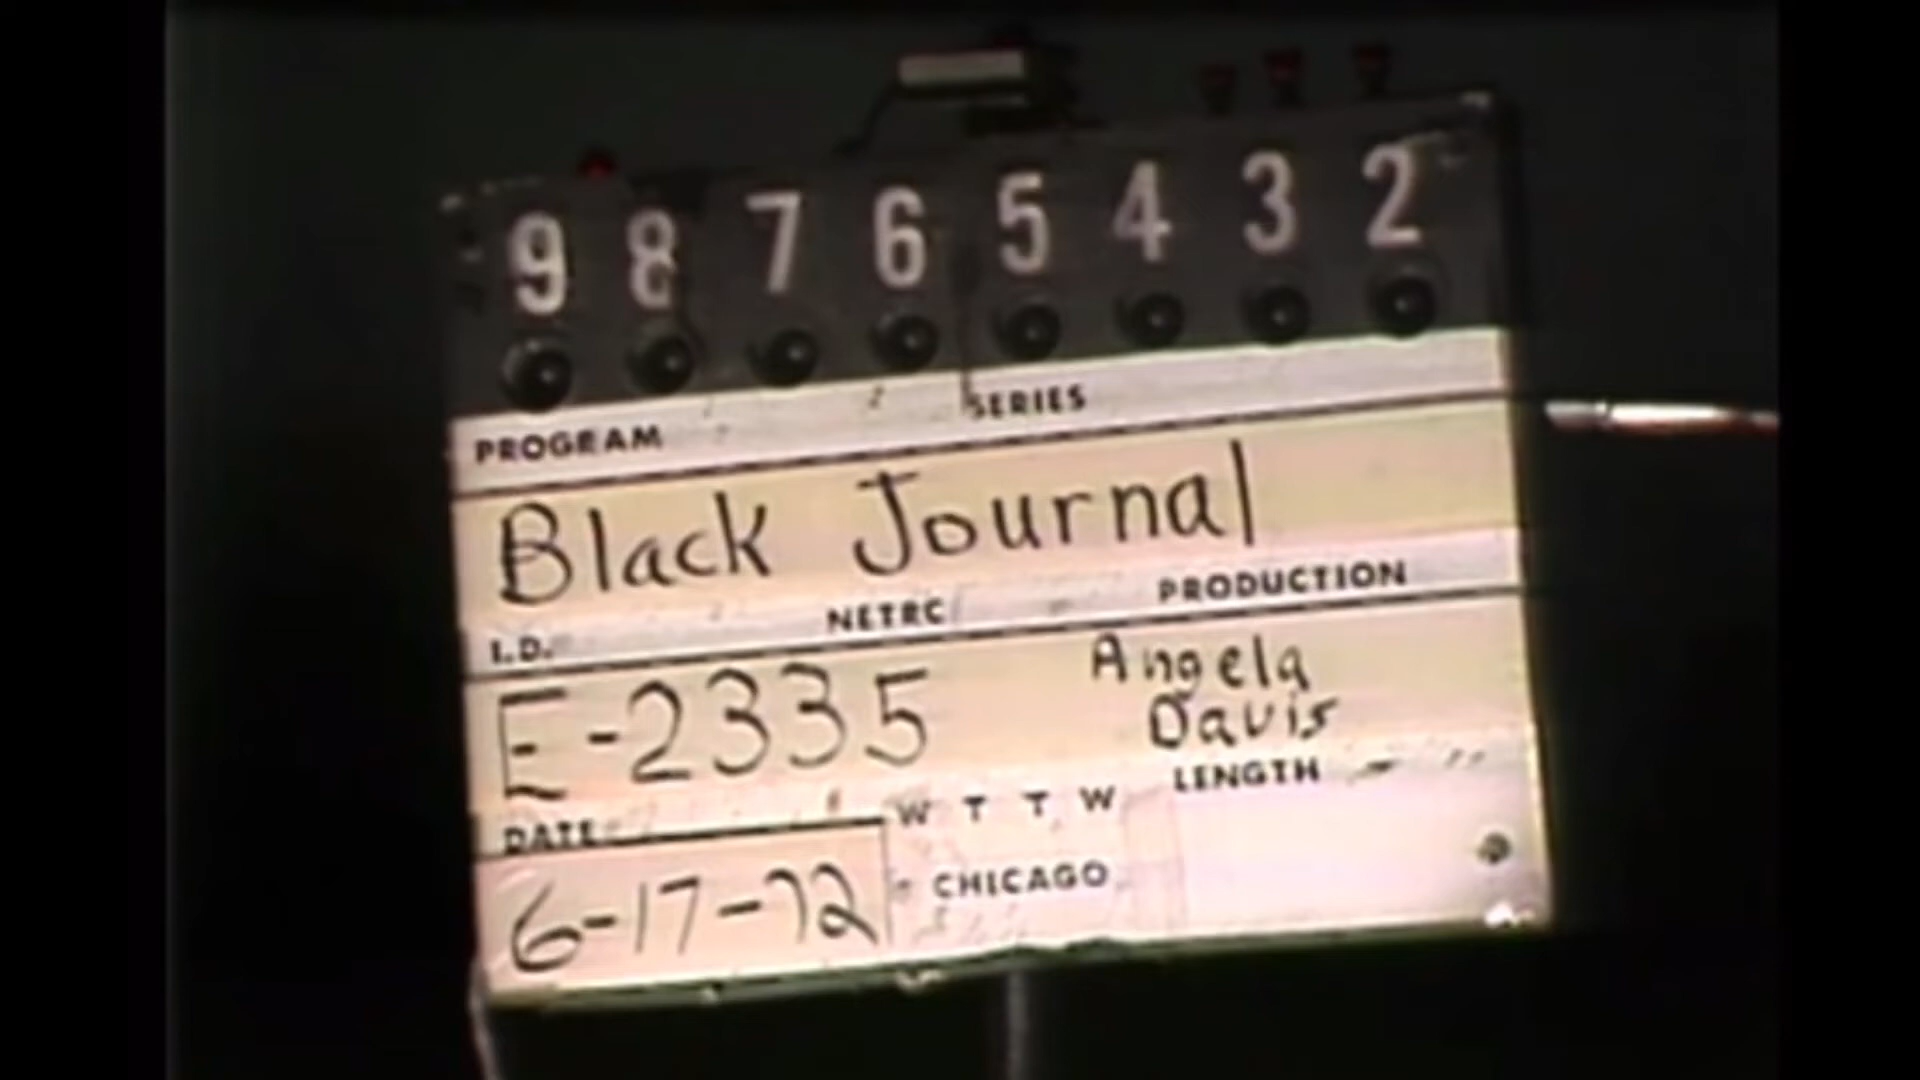 9 8 7 6 5 4 3 2
PROGRAM SERIES
Black Journal
I.D. NETRC PRODUCTION
E-2335 Angela
Davis
DATE W T T W LENGTH
6-17-72 CHICAGO